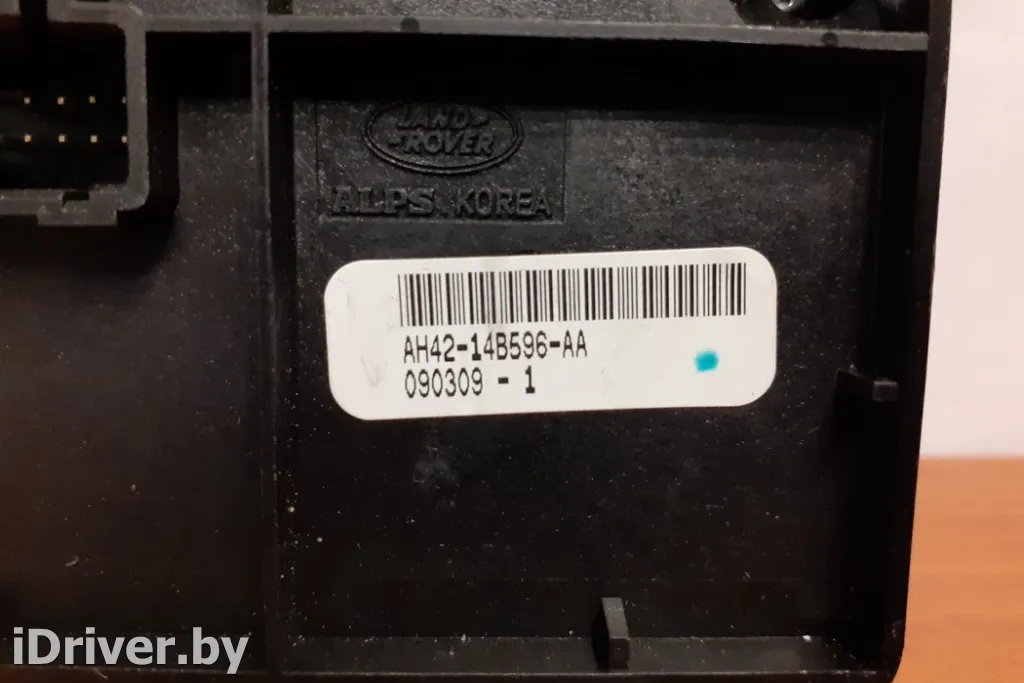 LAND
ROVER
ALPS KOREA
AH42-14B596-AA
090309 - 1
iDriver.by